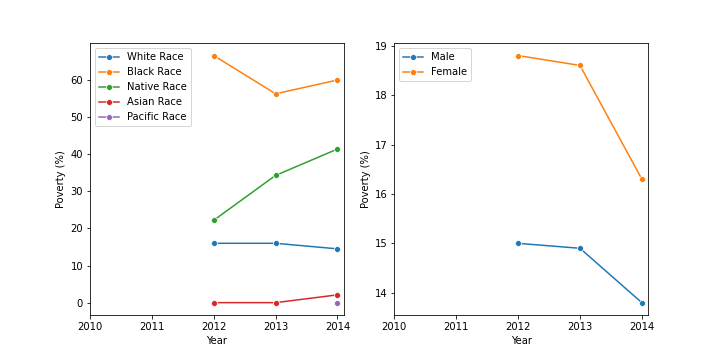 White Race
Black Race
Native Race
Asian Race
Pacific Race
Poverty (%)
60
50
40
30
20
10
0
2010 2011 2012 2013 2014
Year
Male
Female
Poverty (%)
19
18
17
16
15
14
2010 2011 2012 2013 2014
Year